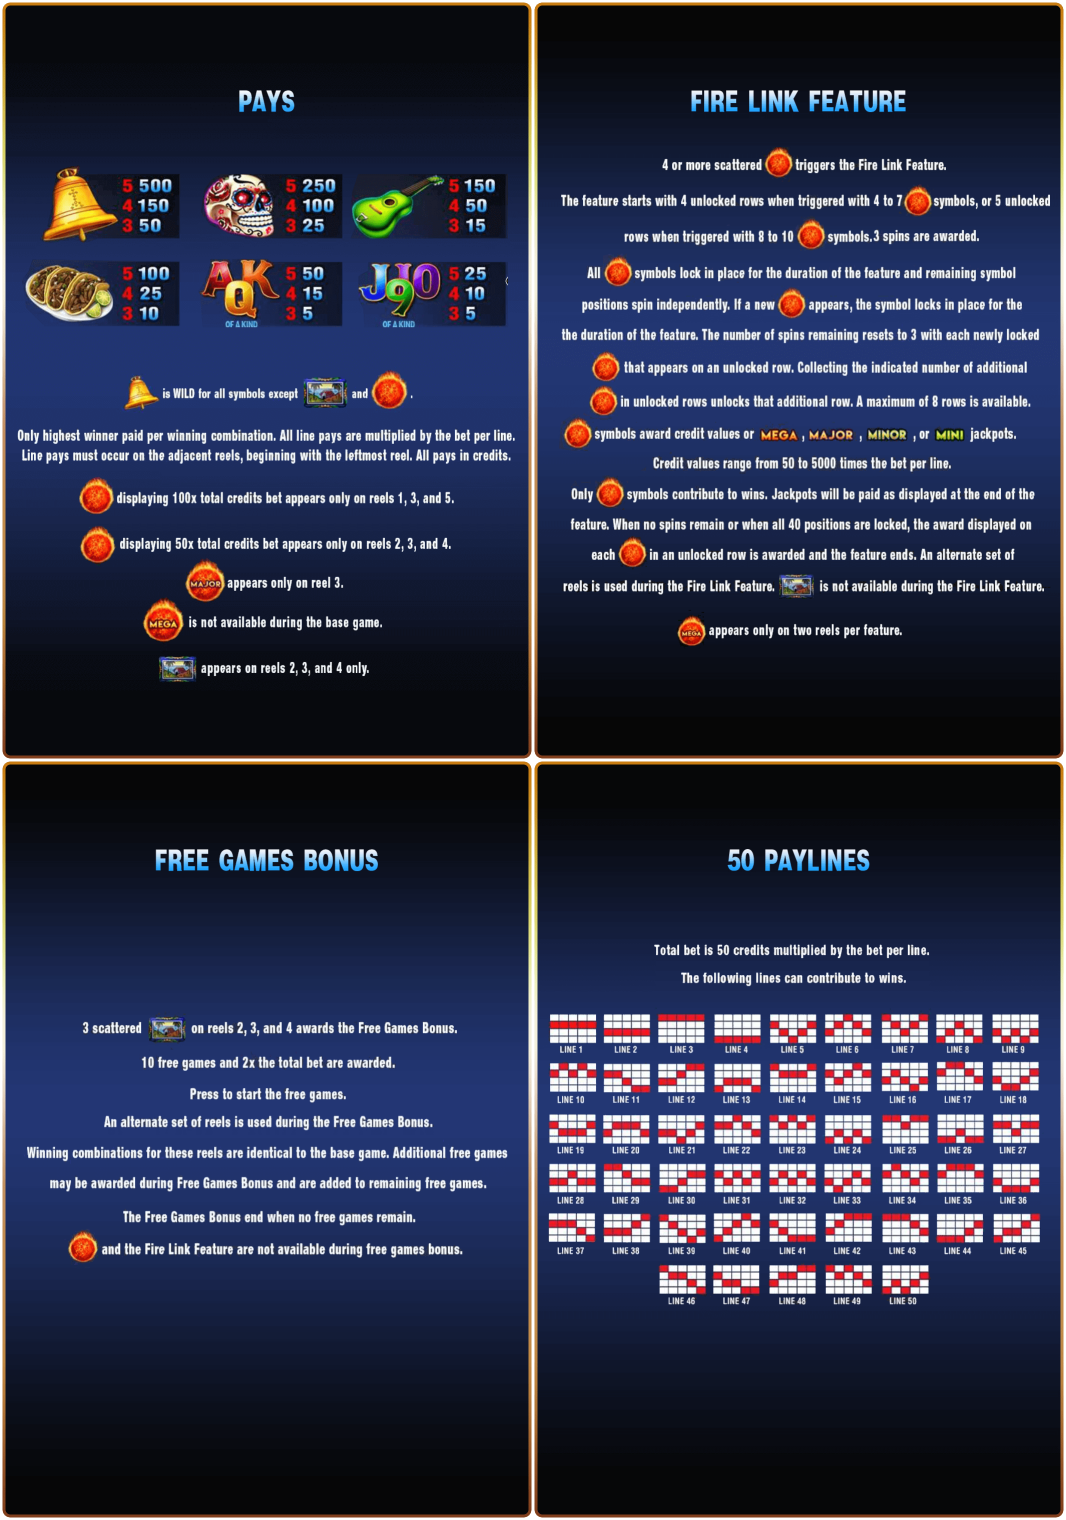 PAYS
5 500
4 150
3 50
5 250
4 100
3 25
5 150
4 50
3 15
5 100
4 25
3 10
A K Q
OF A KIND
5 50
4 15
3 5
J 10 9
OF A KIND
5 25
4 10
3 5
is WILD for all symbols except and .
Only highest winner paid per winning combination. All line pays are multiplied by the bet per line.
Line pays must occur on the adjacent reels, beginning with the leftmost reel. All pays in credits.
displaying 100x total credits bet appears only on reels 1, 3, and 5.
displaying 50x total credits bet appears only on reels 2, 3, and 4.
MAJOR appears only on reel 3.
MEGA is not available during the base game.
appears on reels 2, 3, and 4 only.
FIRE LINK FEATURE
4 or more scattered triggers the Fire Link Feature.
The feature starts with 4 unlocked rows when triggered with 4 to 7 symbols, or 5 unlocked
rows when triggered with 8 to 10 symbols.3 spins are awarded.
All symbols lock in place for the duration of the feature and remaining symbol
positions spin independently. If a new appears, the symbol locks in place for the
the duration of the feature. The number of spins remaining resets to 3 with each newly locked
that appears on an unlocked row. Collecting the indicated number of additional
in unlocked rows unlocks that additional row. A maximum of 8 rows is available.
symbols award credit values or MEGA , MAJOR , MINOR , or MINI jackpots.
Credit values range from 50 to 5000 times the bet per line.
Only symbols contribute to wins. Jackpots will be paid as displayed at the end of the
feature. When no spins remain or when all 40 positions are locked, the award displayed on
each in an unlocked row is awarded and the feature ends. An alternate set of
reels is used during the Fire Link Feature. is not available during the Fire Link Feature.
MEGA appears only on two reels per feature.
FREE GAMES BONUS
3 scattered on reels 2, 3, and 4 awards the Free Games Bonus.
10 free games and 2x the total bet are awarded.
Press to start the free games.
An alternate set of reels is used during the Free Games Bonus.
Winning combinations for these reels are identical to the base game. Additional free games
may be awarded during Free Games Bonus and are added to remaining free games.
The Free Games Bonus end when no free games remain.
and the Fire Link Feature are not available during free games bonus.
50 PAYLINES
Total bet is 50 credits multiplied by the bet per line.
The following lines can contribute to wins.
LINE 1 LINE 2 LINE 3 LINE 4 LINE 5 LINE 6 LINE 7 LINE 8 LINE 9
LINE 10 LINE 11 LINE 12 LINE 13 LINE 14 LINE 15 LINE 16 LINE 17 LINE 18
LINE 19 LINE 20 LINE 21 LINE 22 LINE 23 LINE 24 LINE 25 LINE 26 LINE 27
LINE 28 LINE 29 LINE 30 LINE 31 LINE 32 LINE 33 LINE 34 LINE 35 LINE 36
LINE 37 LINE 38 LINE 39 LINE 40 LINE 41 LINE 42 LINE 43 LINE 44 LINE 45
LINE 46 LINE 47 LINE 48 LINE 49 LINE 50